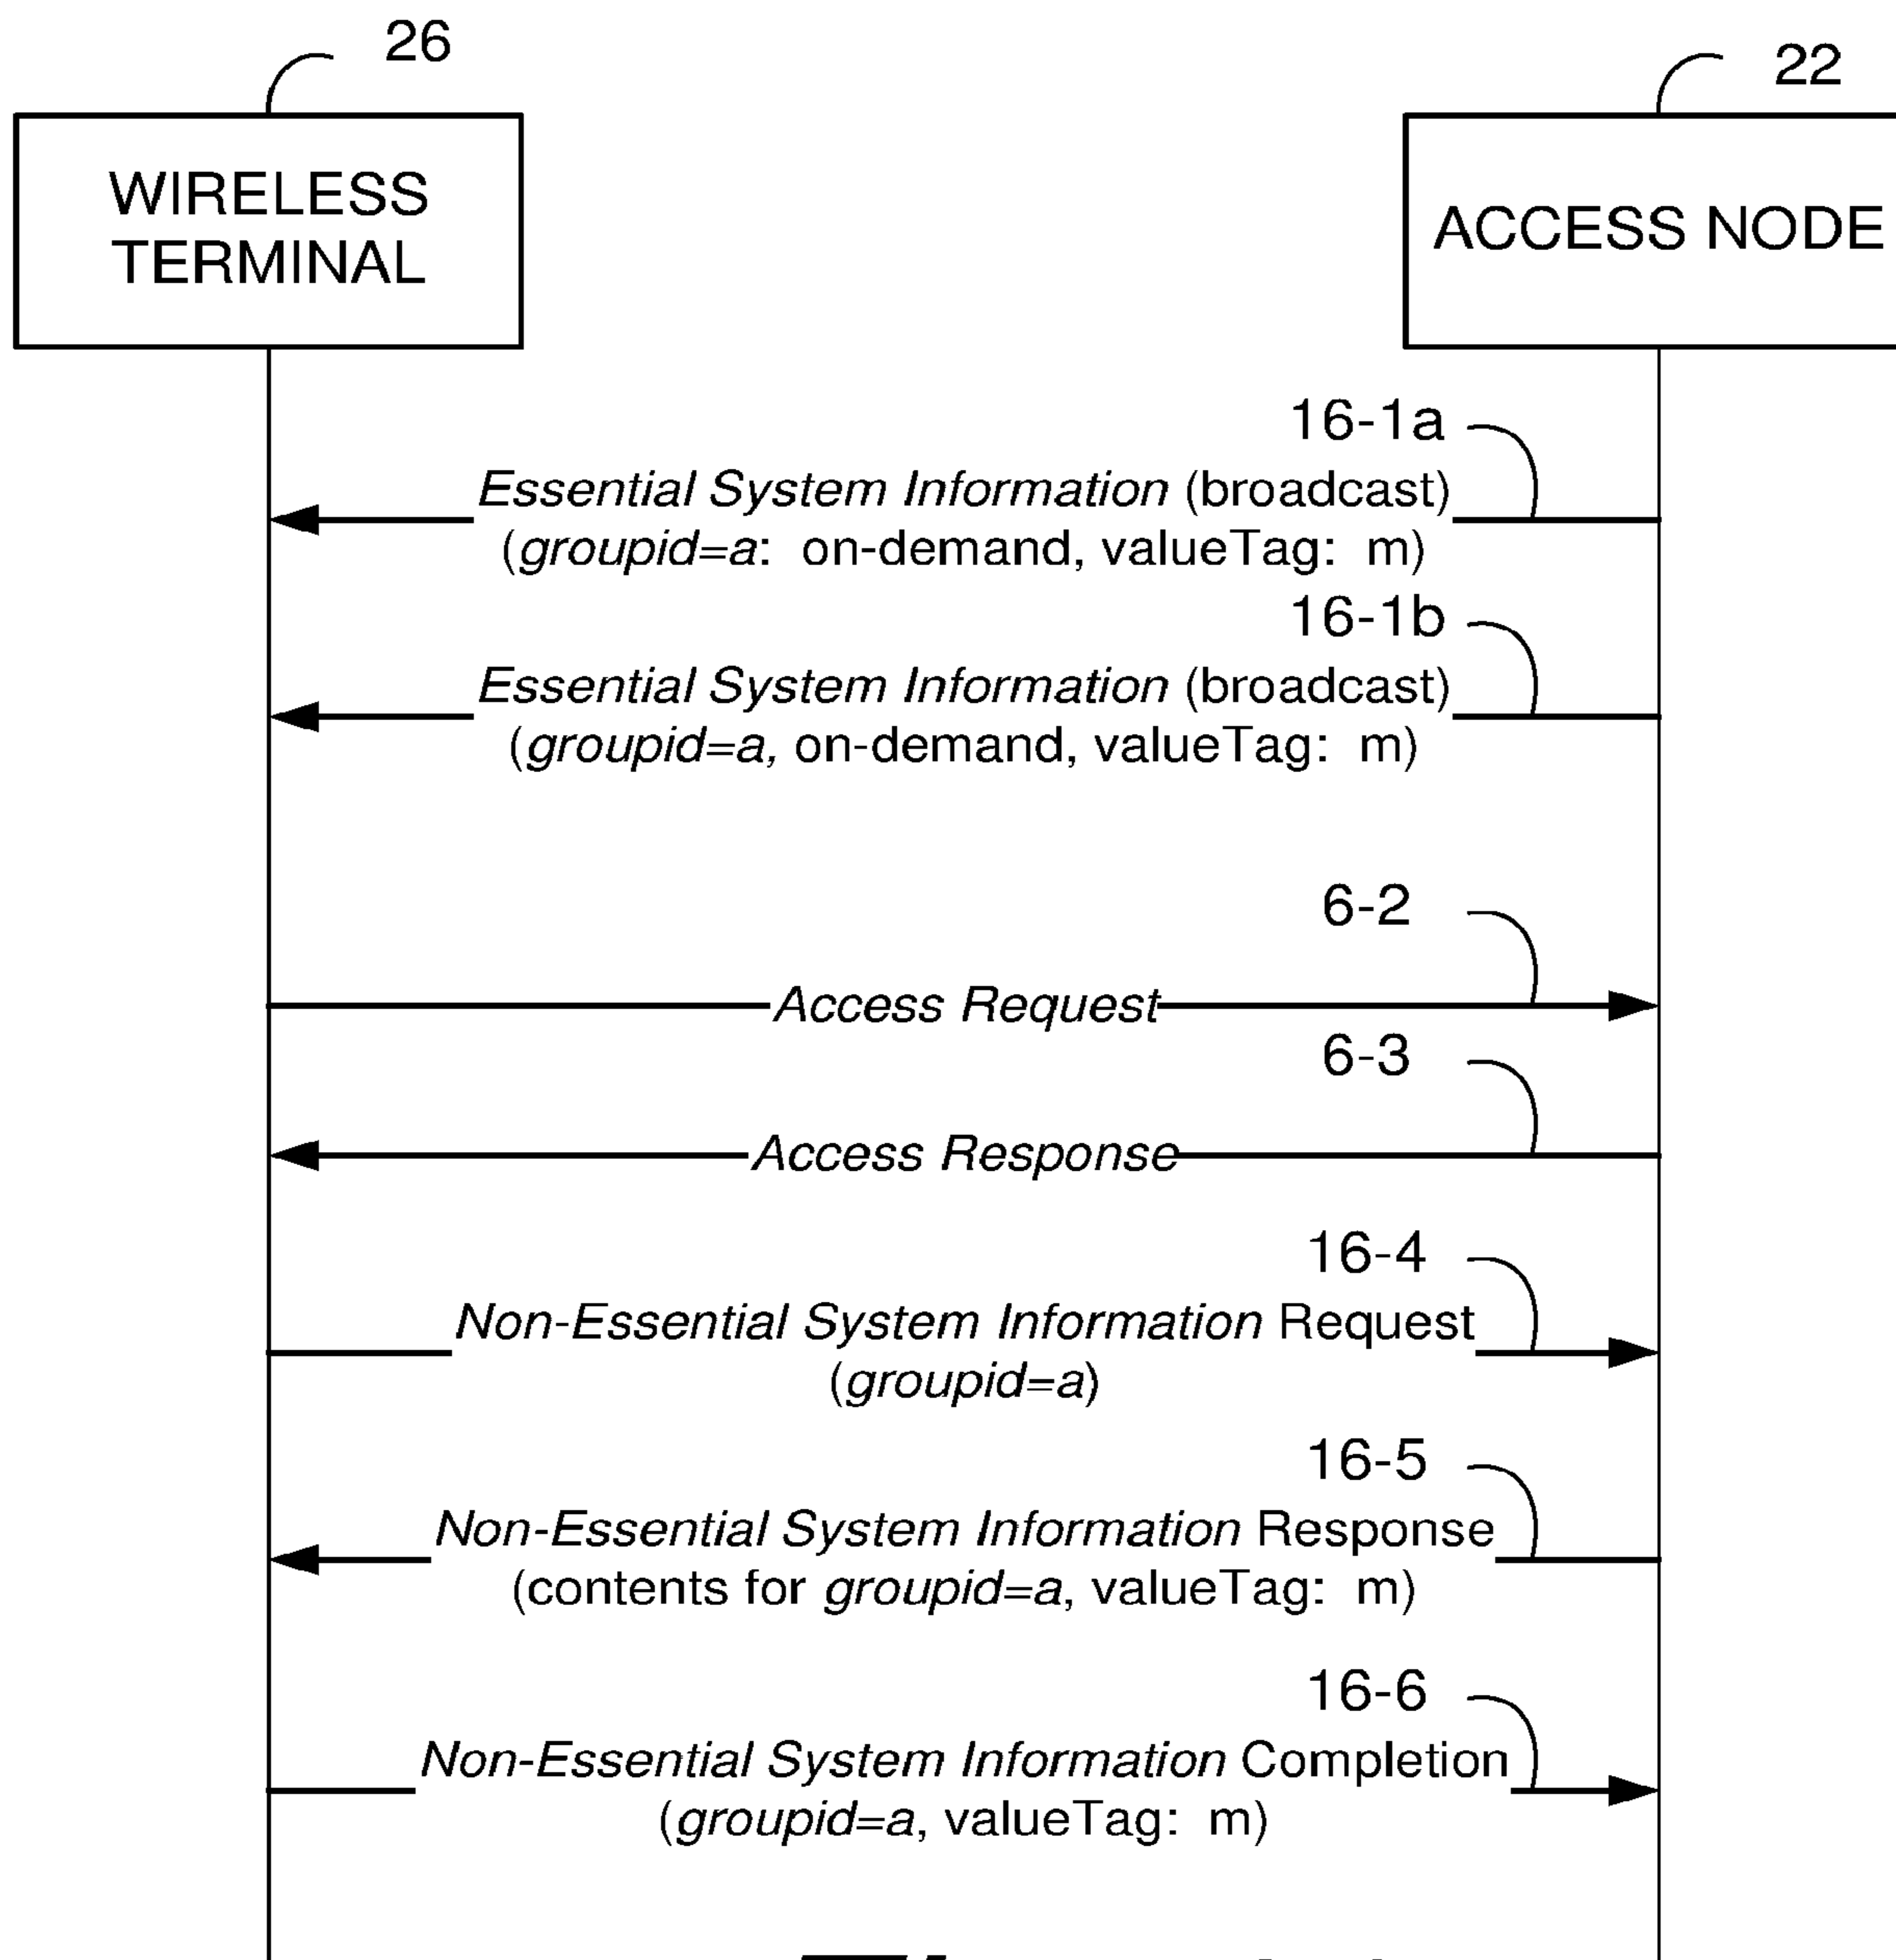 26
22
WIRELESS
TERMINAL
ACCESS NODE
16-1a
Essential System Information (broadcast)
(groupid=a: on-demand, valueTag: m)
16-1b
Essential System Information (broadcast)
(groupid=a, on-demand, valueTag: m)
6-2
Access Request
6-3
Access Response
16-4
Non-Essential System Information Request
(groupid=a)
16-5
Non-Essential System Information Response
(contents for groupid=a, valueTag: m)
16-6
Non-Essential System Information Completion
(groupid=a, valueTag: m)